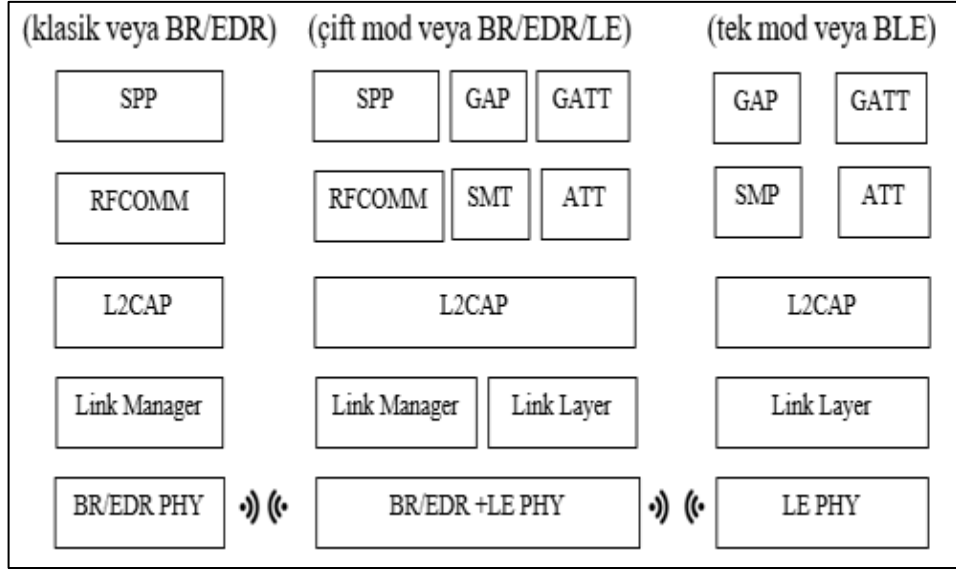 (klasik veya BR/EDR) (çift mod veya BR/EDR/LE) (tek mod veya BLE)
SPP SPP GAP GATT GAP GATT
RFCOMM RFCOMM SMT ATT SMP ATT
L2CAP L2CAP L2CAP
Link Manager Link Manager Link Layer Link Layer
BR/EDR PHY BR/EDR +LE PHY LE PHY